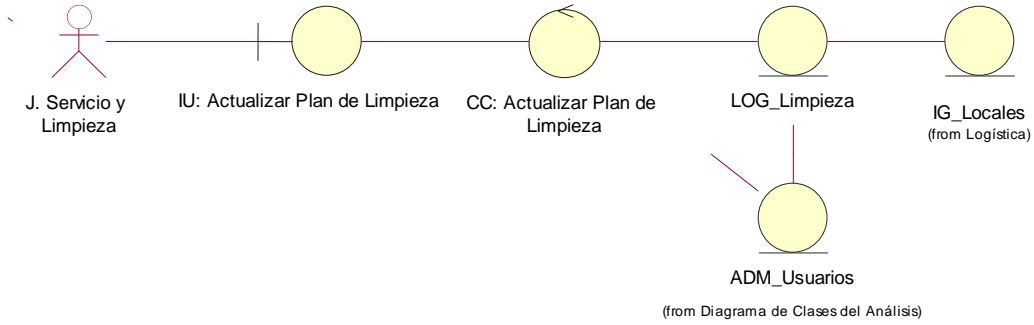 J. Servicio y
Limpieza
IU: Actualizar Plan de Limpieza
CC: Actualizar Plan de
Limpieza
LOG_Limpieza
IG_Locales
(from Logística)
ADM_Usuarios
(from Diagrama de Clases del Análisis)